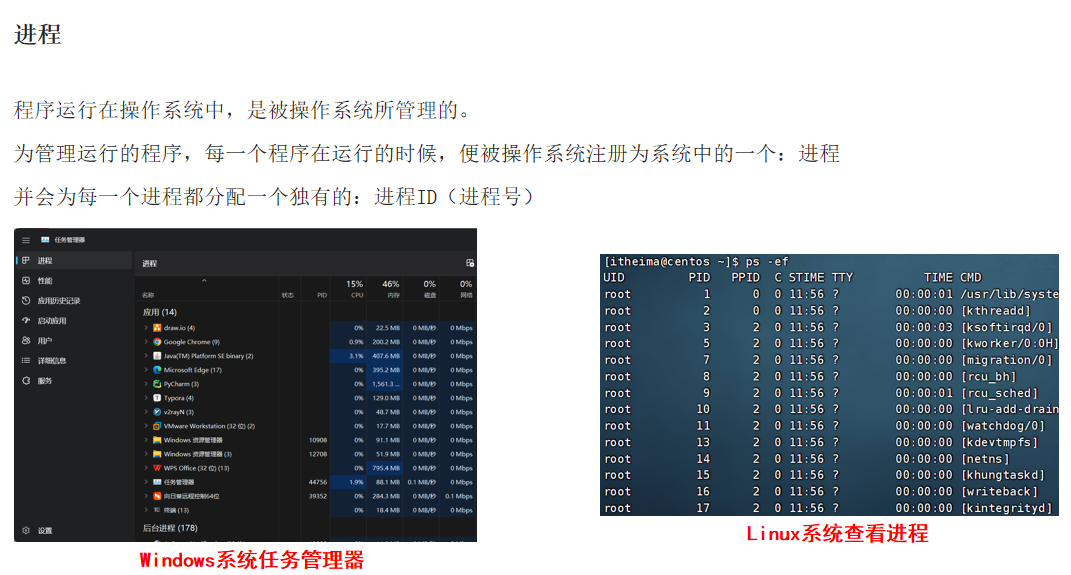 进程
程序运行在操作系统中，是被操作系统所管理的。
为管理运行的程序，每一个程序在运行的时候，便被操作系统注册为系统中的一个：进程
并会为每一个进程都分配一个独有的：进程ID（进程号）
任务管理器
进程
性能
应用历史记录
启动应用
用户
详细信息
服务
设置
进程
15% 46% 0% 0%
名称 状态 PID CPU 内存 磁盘 网络
应用 (14)
draw.io (4) 0% 22.5 MB 0 MB/秒 0 Mbps
Google Chrome (9) 0.9% 200.2 MB 0 MB/秒 0 Mbps
Java(TM) Platform SE binary (2) 3.1% 407.6 MB 0 MB/秒 0 Mbps
Microsoft Edge (17) 0% 395.2 MB 0 MB/秒 0 Mbps
PyCharm (3) 0% 1,561.3 ... 0 MB/秒 0 Mbps
Typora (4) 0% 129.0 MB 0 MB/秒 0 Mbps
v2rayN (3) 0% 48.7 MB 0 MB/秒 0 Mbps
VMware Workstation (32 位) (2) 0% 17.7 MB 0 MB/秒 0 Mbps
Windows 资源管理器 10908 0% 91.1 MB 0 MB/秒 0 Mbps
Windows 资源管理器 (3) 12708 0% 51.9 MB 0 MB/秒 0 Mbps
WPS Office (32 位) (13) 0% 795.4 MB 0 MB/秒 0 Mbps
任务管理器 44756 1.9% 88.1 MB 0.1 MB/秒 0 Mbps
向日葵远程控制64位 39352 0% 284.3 MB 0 MB/秒 0.1 Mbps
终端 (13) 0% 18.4 MB 0 MB/秒 0 Mbps
后台进程 (178)
Windows系统任务管理器
[itheima@centos ~]$ ps -ef
UID PID PPID C STIME TTY TIME CMD
root 1 0 0 11:56 ? 00:00:01 /usr/lib/syste
root 2 0 0 11:56 ? 00:00:00 [kthreadd]
root 3 2 0 11:56 ? 00:00:03 [ksoftirqd/0]
root 5 2 0 11:56 ? 00:00:00 [kworker/0:0H]
root 7 2 0 11:56 ? 00:00:00 [migration/0]
root 8 2 0 11:56 ? 00:00:00 [rcu_bh]
root 9 2 0 11:56 ? 00:00:01 [rcu_sched]
root 10 2 0 11:56 ? 00:00:00 [lru-add-drain
root 11 2 0 11:56 ? 00:00:00 [watchdog/0]
root 13 2 0 11:56 ? 00:00:00 [kdevtmpfs]
root 14 2 0 11:56 ? 00:00:00 [netns]
root 15 2 0 11:56 ? 00:00:00 [khungtaskd]
root 16 2 0 11:56 ? 00:00:00 [writeback]
root 17 2 0 11:56 ? 00:00:00 [kintegrityd]
Linux系统查看进程